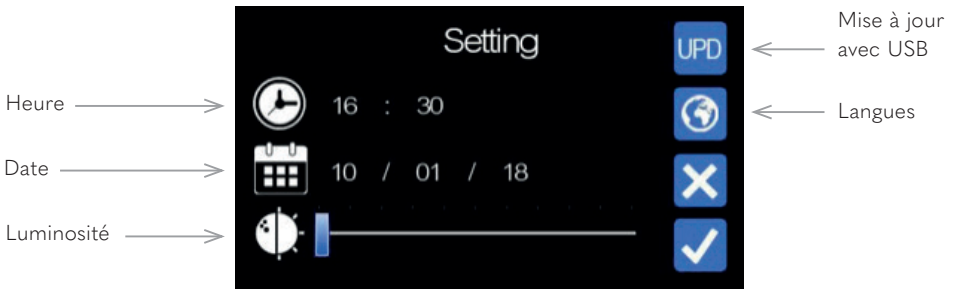 Setting
UPD
Mise à jour
avec USB
Heure
16 : 30
Langues
Date
10 / 01 / 18
Luminosité